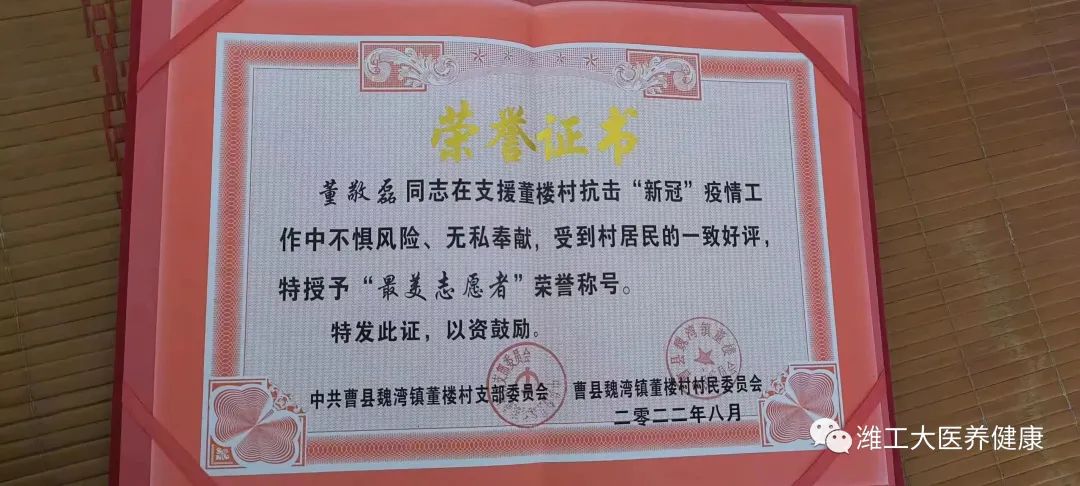 荣誉证书
董敬磊同志在支援董楼村抗击“新冠”疫情工
作中不惧风险、无私奉献，受到村居民的一致好评，
特授予“最美志愿者”荣誉称号。
特发此证，以资鼓励。
中共曹县魏湾镇董楼村支部委员会
曹县魏湾镇董楼村村民委员会
二零二二年八月
潍工大医养健康